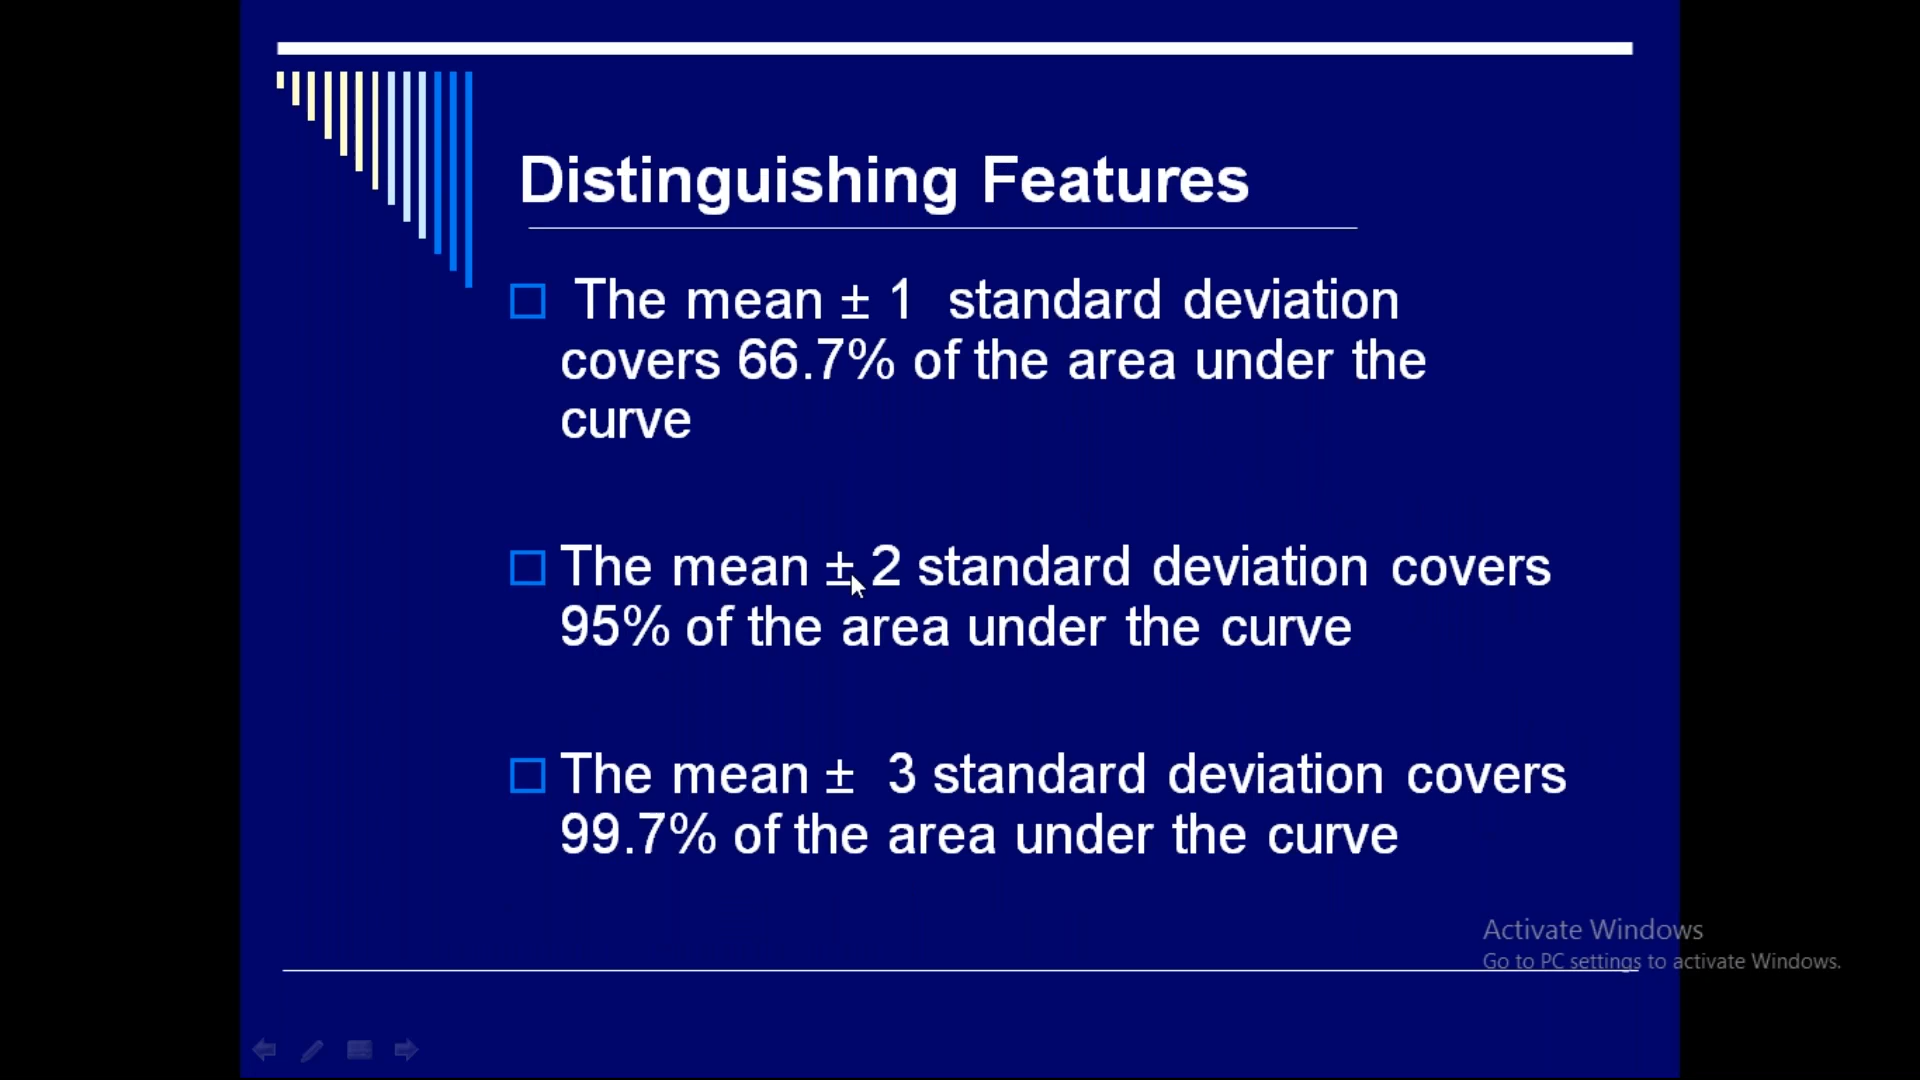 Distinguishing Features
The mean ± 1 standard deviation
covers 66.7% of the area under the
curve
The mean ± 2 standard deviation covers
95% of the area under the curve
The mean ± 3 standard deviation covers
99.7% of the area under the curve
Activate Windows
Go to PC settings to activate Windows.